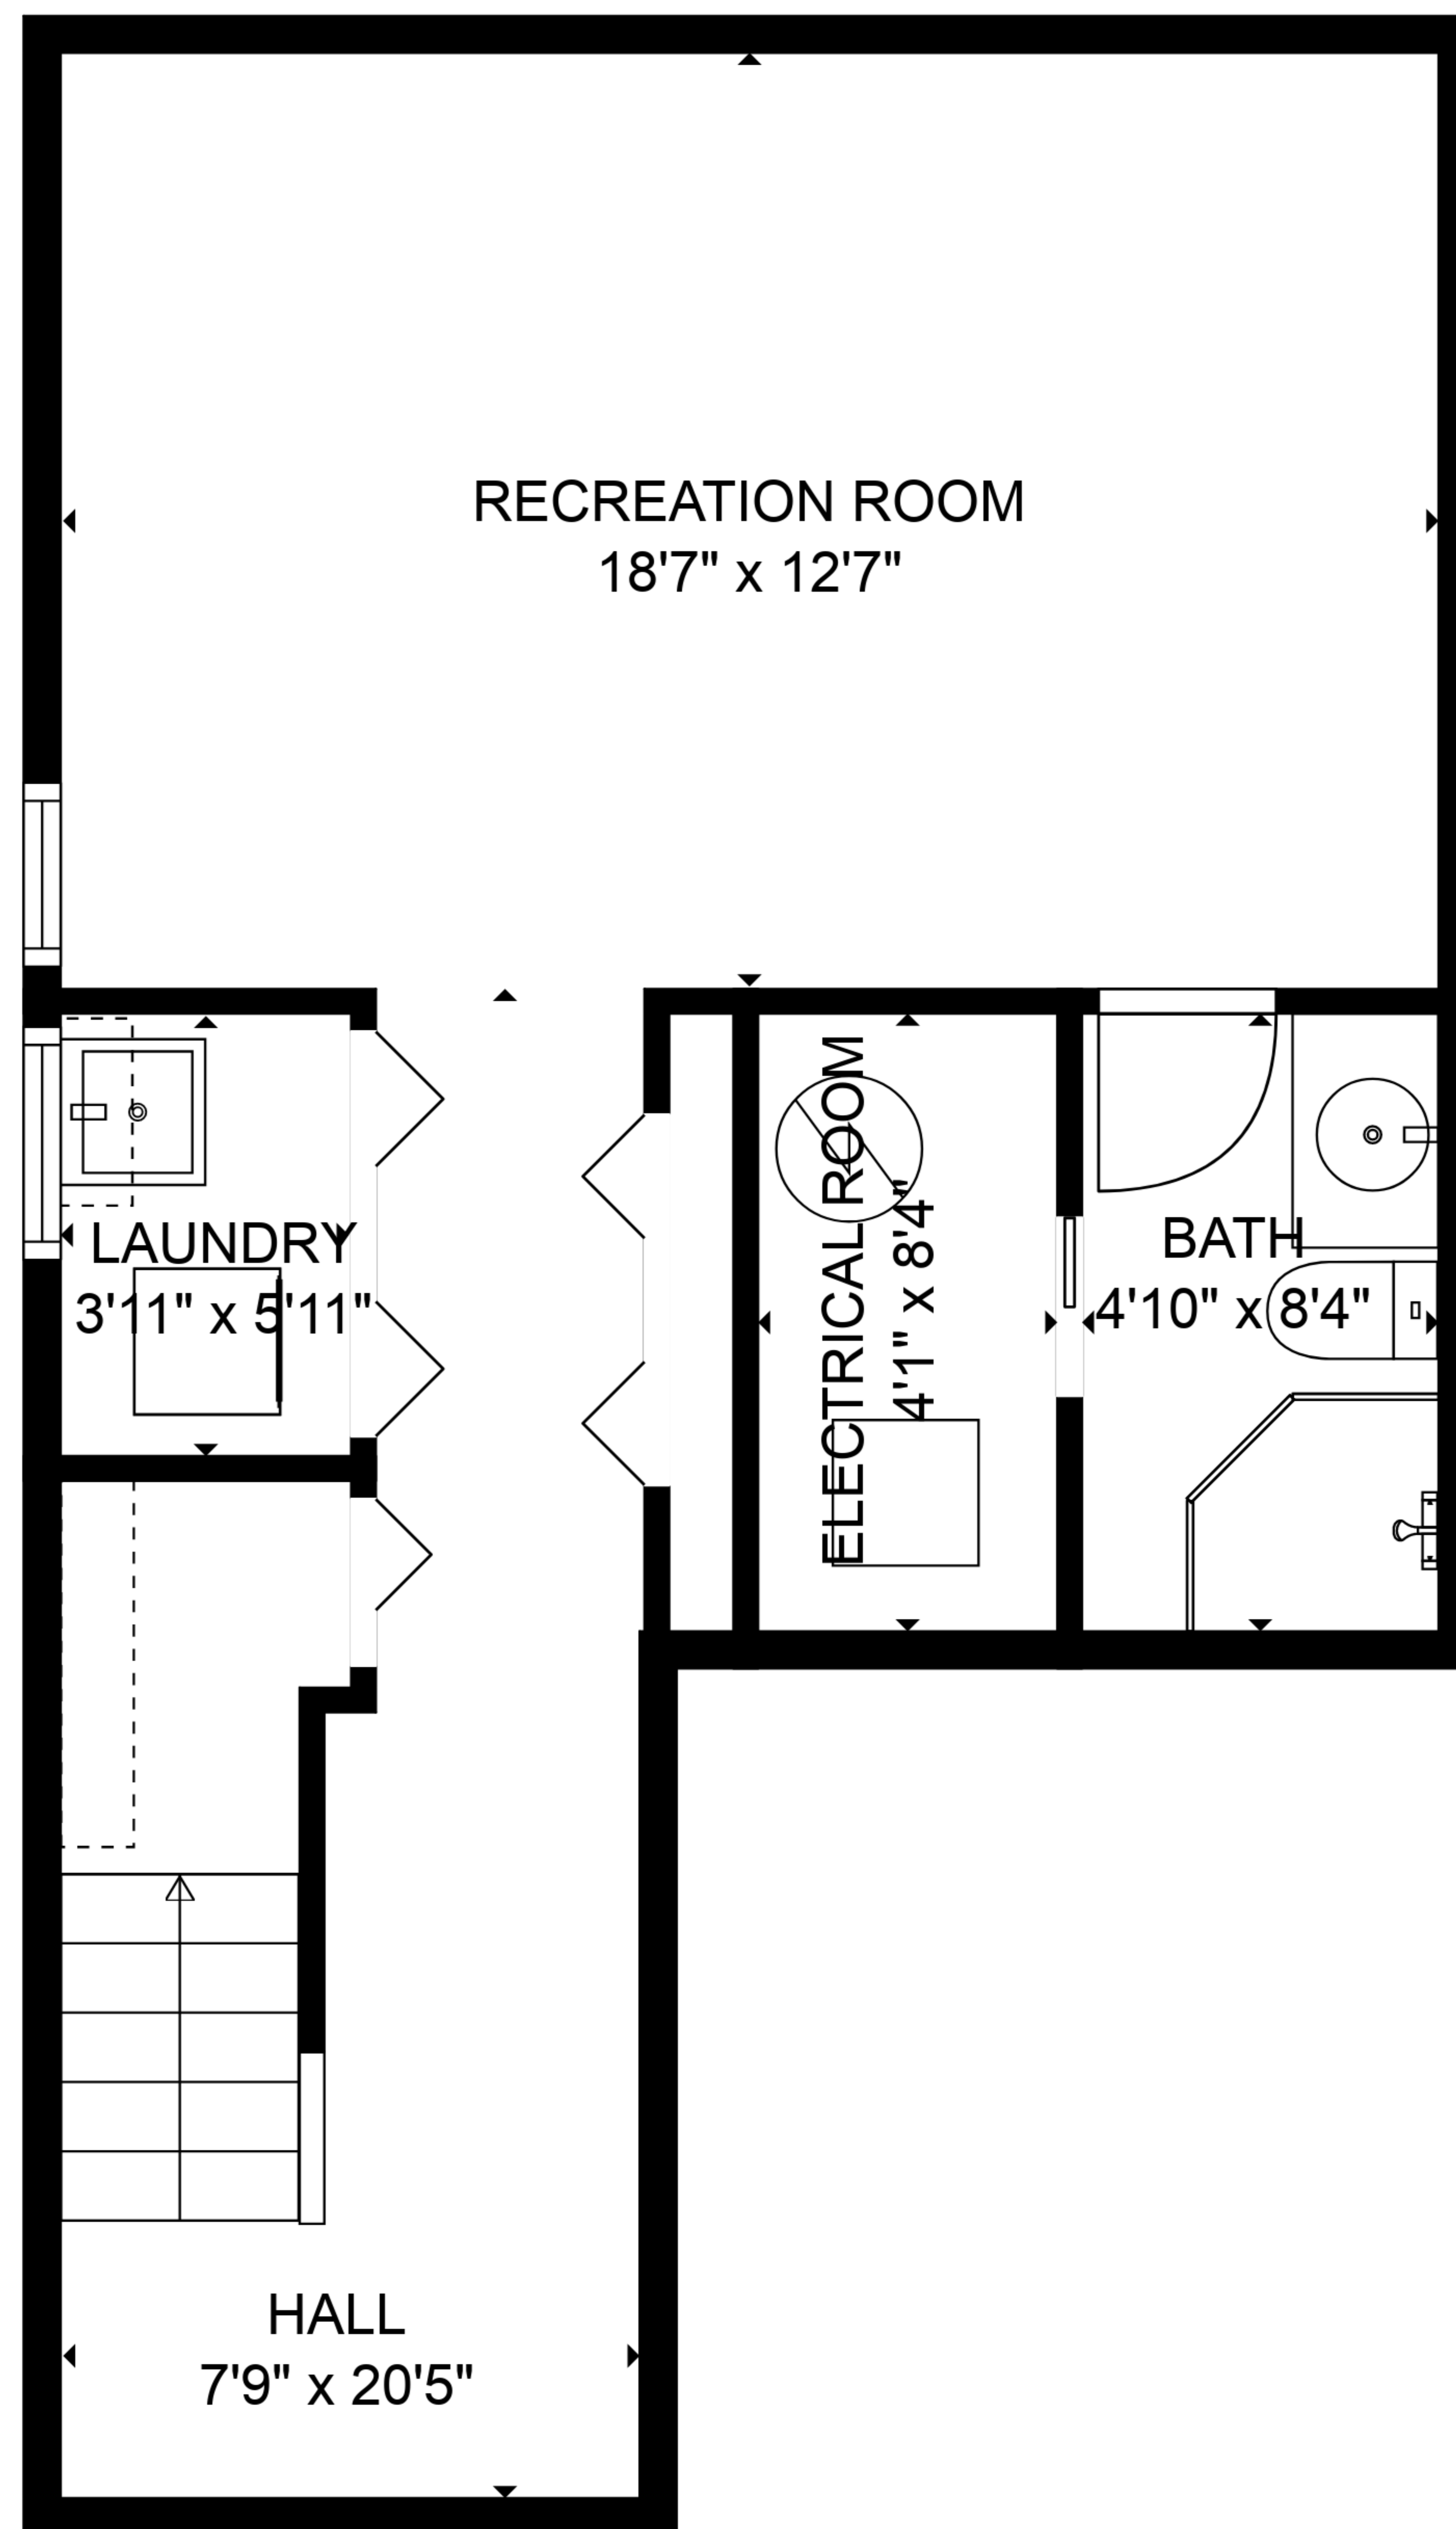 RECREATION ROOM
18'7" x 12'7"
LAUNDRY
3'11" x 5'11"
ELECTRICAL ROOM
4'1" x 8'4"
BATH
4'10" x 8'4"
HALL
7'9" x 20'5"